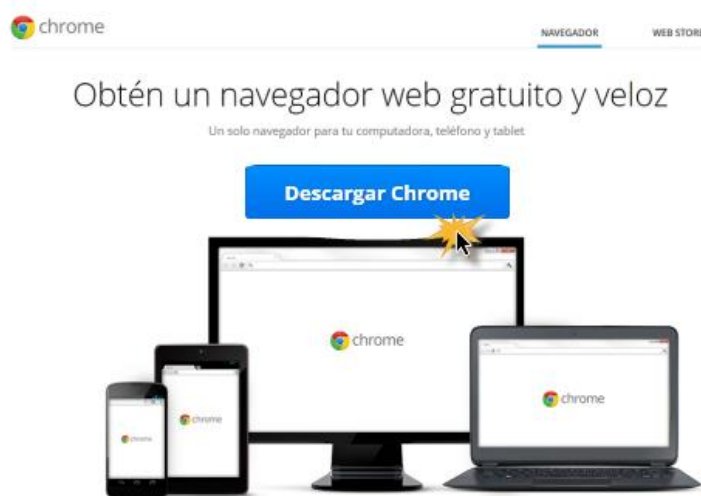 chrome
NAVEGADOR
WEB STORE
Obtén un navegador web gratuito y veloz
Un solo navegador para tu computadora, teléfono y tablet
Descargar Chrome
chrome
chrome
chrome
chrome